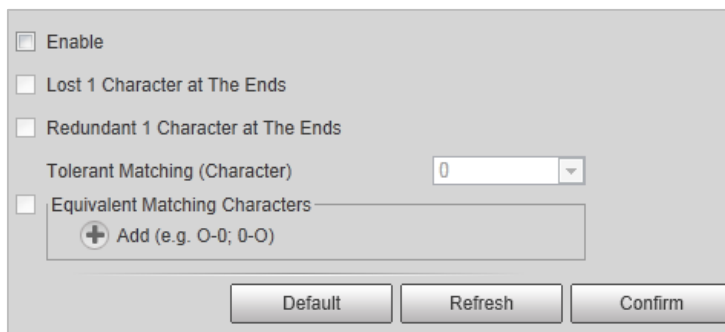 Enable
Lost 1 Character at The Ends
Redundant 1 Character at The Ends
Tolerant Matching (Character) 0
Equivalent Matching Characters
Add (e.g. O-0; 0-O)
Default Refresh Confirm